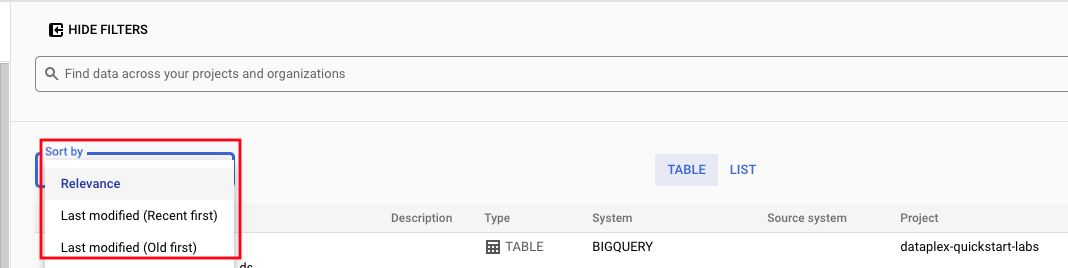 HIDE FILTERS
Find data across your projects and organizations
Sort by
Relevance
TABLE LIST
Last modified (Recent first)
Description Type System Source system Project
Last modified (Old first)
TABLE BIGQUERY dataplex-quickstart-labs